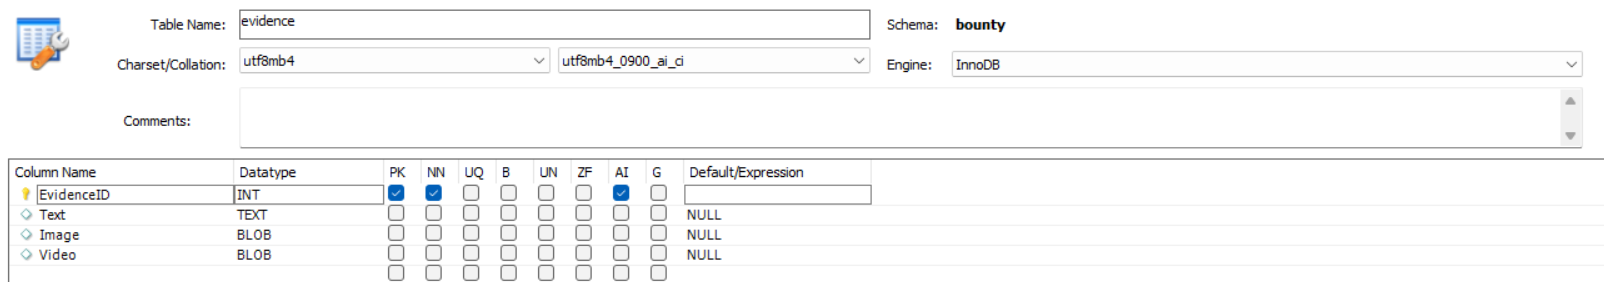 Table Name: evidence Schema: bounty
Charset/Collation: utf8mb4 utf8mb4_0900_ai_ci Engine: InnoDB
Comments:
Column Name Datatype PK NN UQ B UN ZF AI G Default/Expression
EvidenceID INT
Text TEXT NULL
Image BLOB NULL
Video BLOB NULL